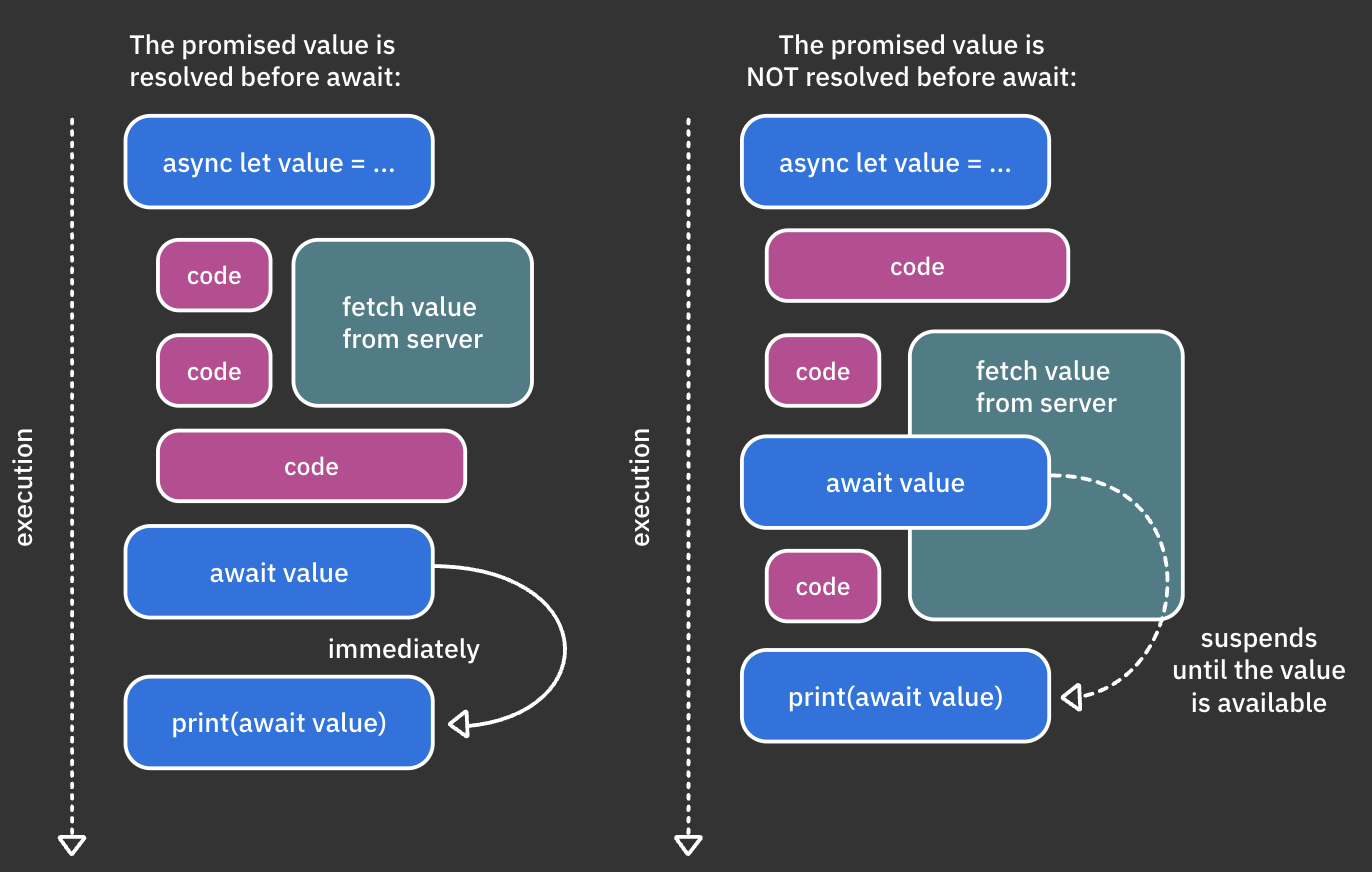 The promised value is
resolved before await:
execution
async let value = ...
code
fetch value
from server
code
code
await value
immediately
print(await value)
The promised value is
NOT resolved before await:
execution
async let value = ...
code
code
fetch value
from server
await value
code
suspends
until the value
is available
print(await value)